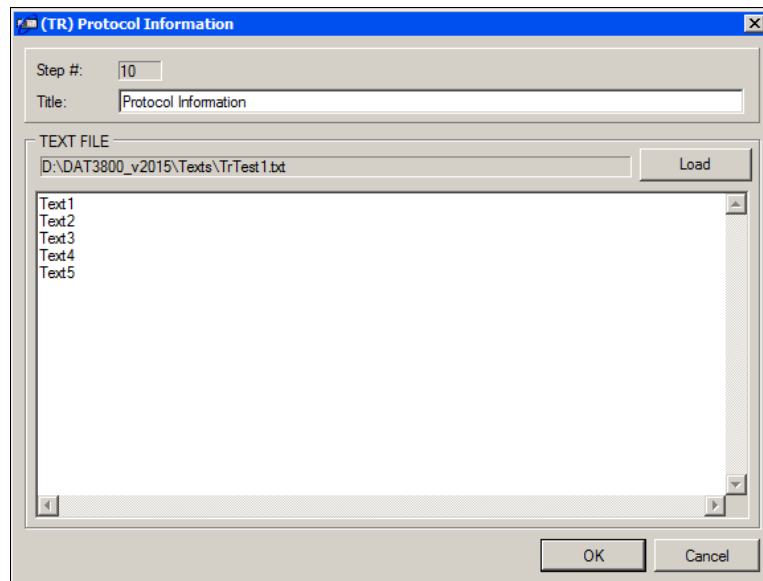 (TR) Protocol Information
Step #: 10
Title: Protocol Information
TEXT FILE
D:\DAT3800_v2015\Texts\TrTest1.txt Load
Text1
Text2
Text3
Text4
Text5
OK Cancel